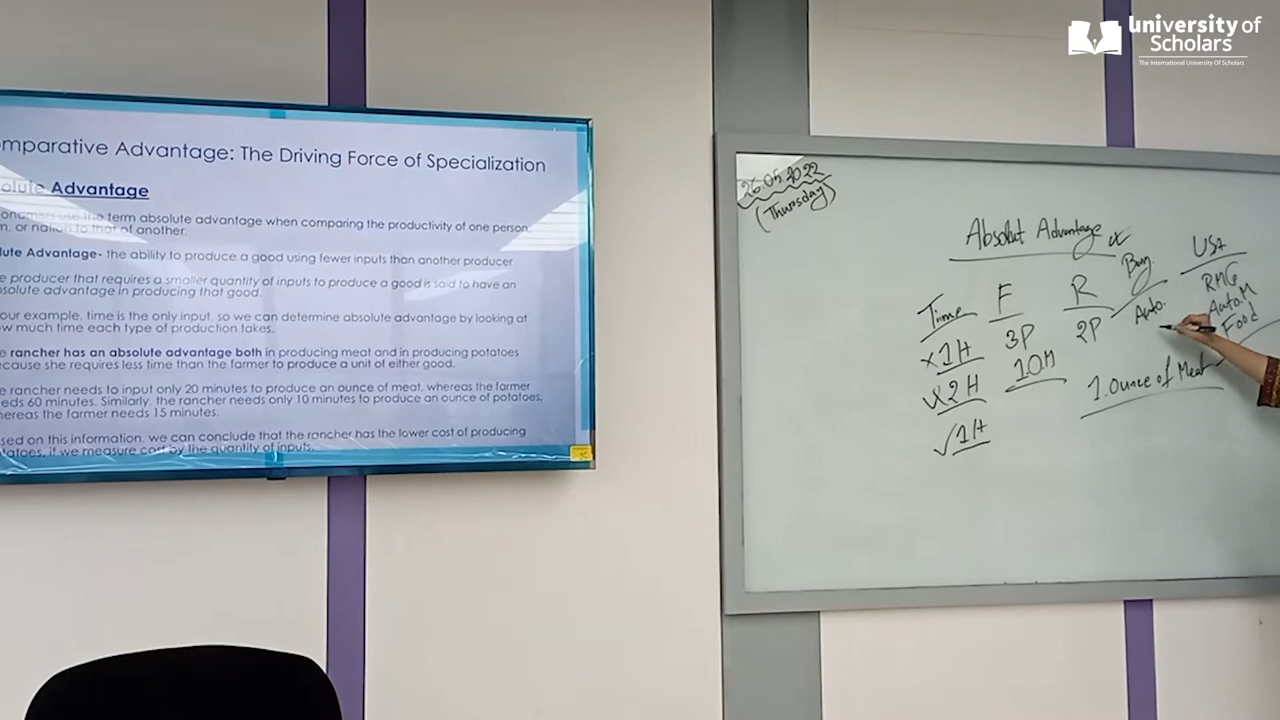 university of
Scholars
The International University Of Scholars
mparative Advantage: The Driving Force of Specialization
olute Advantage
onomists use the term absolute advantage when comparing the productivity of one person,
m, or nation to that of another.
lute Advantage- the ability to produce a good using fewer inputs than another producer.
e producer that requires a smaller quantity of inputs to produce a good is said to have an
solute advantage in producing that good.
our example, time is the only input, so we can determine absolute advantage by looking at
ow much time each type of production takes.
e rancher has an absolute advantage both in producing meat and in producing potatoes
ecause she requires less time than the farmer to produce a unit of either good.
e rancher needs to input only 20 minutes to produce an ounce of meat, whereas the farmer
eeds 60 minutes. Similarly, the rancher needs only 10 minutes to produce an ounce of potatoes,
hereas the farmer needs 15 minutes.
sed on this information, we can conclude that the rancher has the lower cost of producing
tatoes, if we measure cost by the quantity of inputs.
26.05.2022
(Thursday)
Absolut Advantage
Time F R USA
1H 3P 2P Auto. RMG
2H 1OM Auto.M
1H Food
1.Ounce of Meat